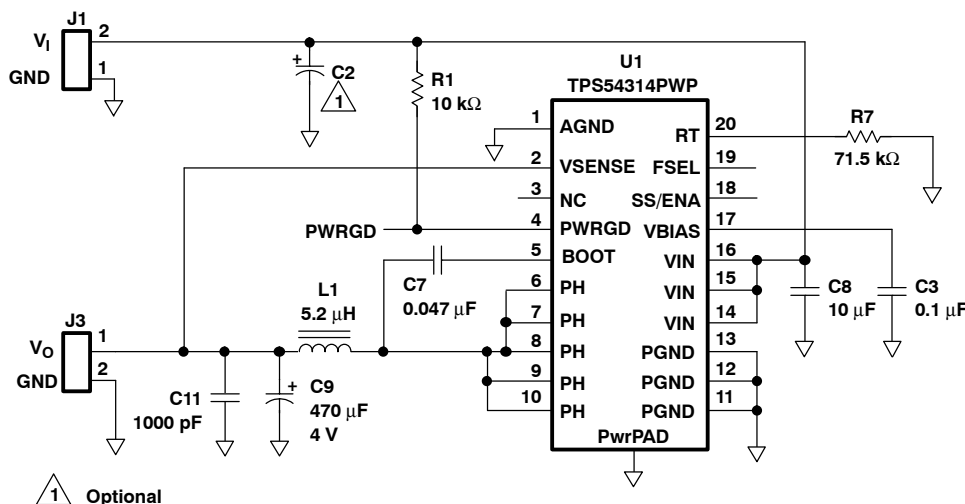 J1
V_I
2
GND
1
+
C2
1
R1
10 kΩ
U1
TPS54314PWP
1
AGND
2
VSENSE
3
NC
4
PWRGD
5
BOOT
6
PH
7
PH
8
PH
9
PH
10
PH
RT
20
FSEL
19
SS/ENA
18
VBIAS
17
VIN
16
VIN
15
VIN
14
PGND
13
PGND
12
PGND
11
PwrPAD
R7
71.5 kΩ
PWRGD
C7
0.047 μF
L1
5.2 μH
C8
10 μF
C3
0.1 μF
J3
V_O
1
GND
2
C11
1000 pF
+
C9
470 μF
4 V
1
Optional